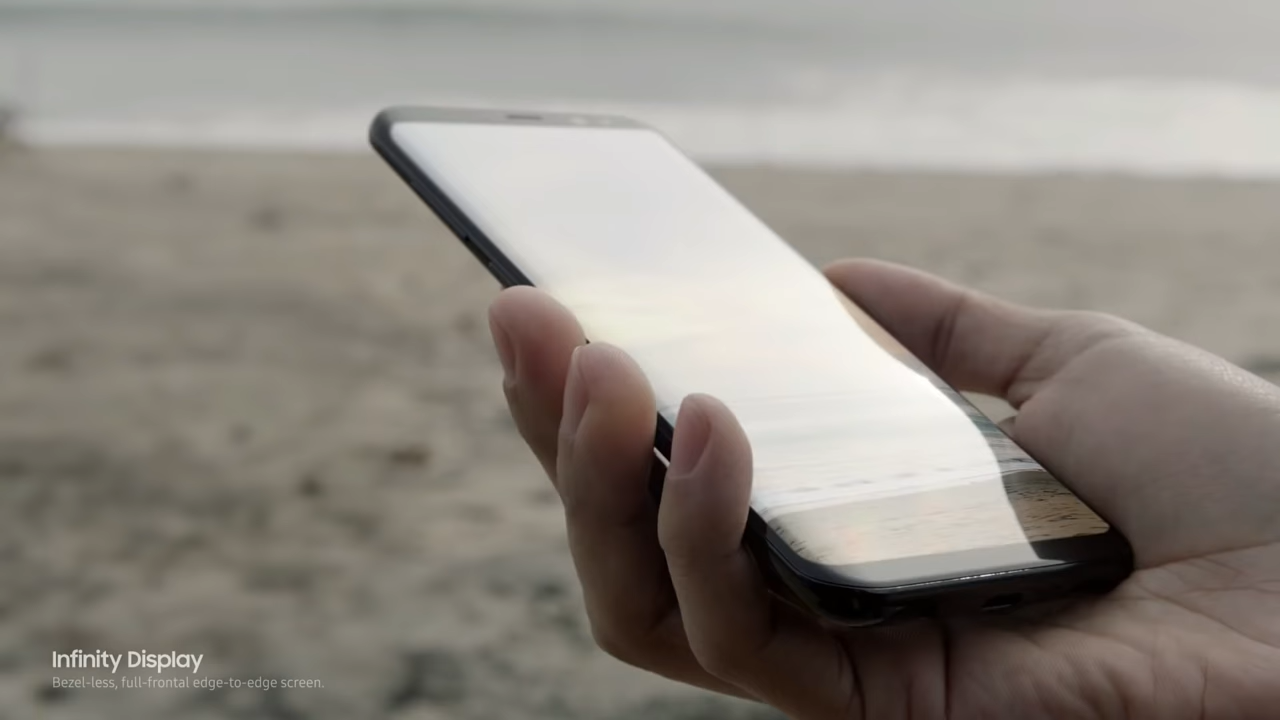 Infinity Display
Bezel-less, full-frontal edge-to-edge screen.